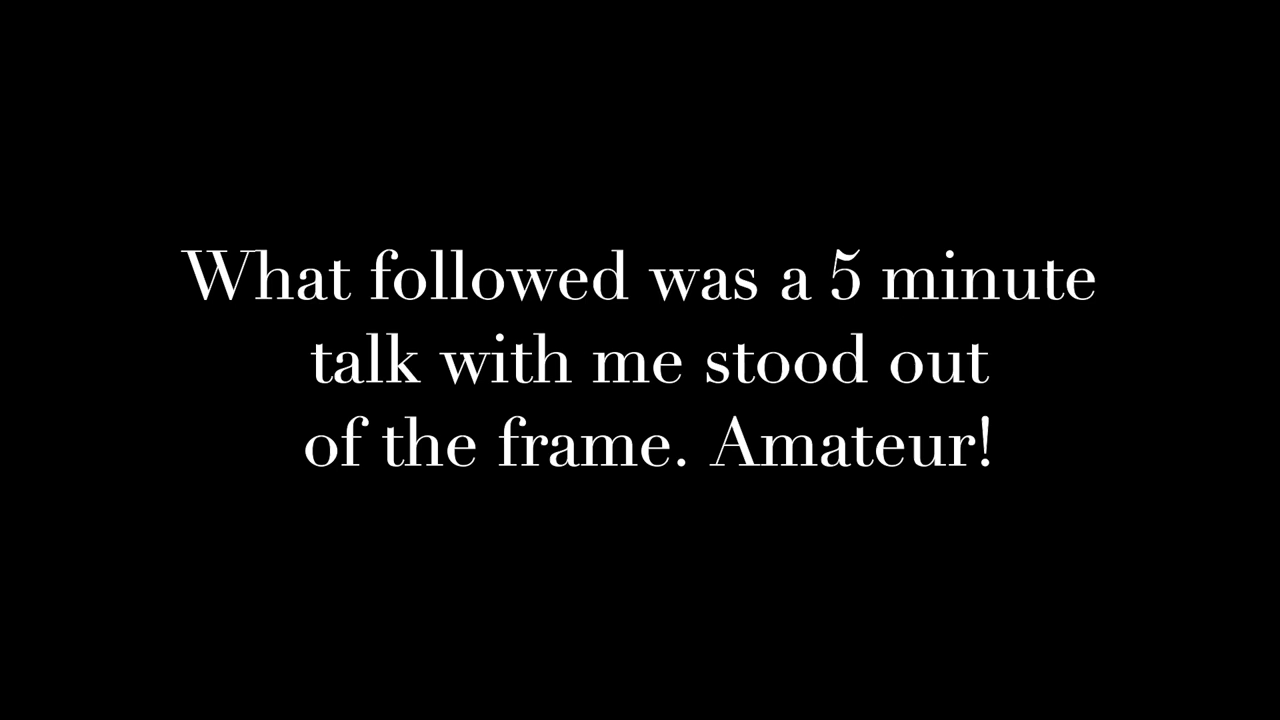 What followed was a 5 minute
talk with me stood out
of the frame. Amateur!